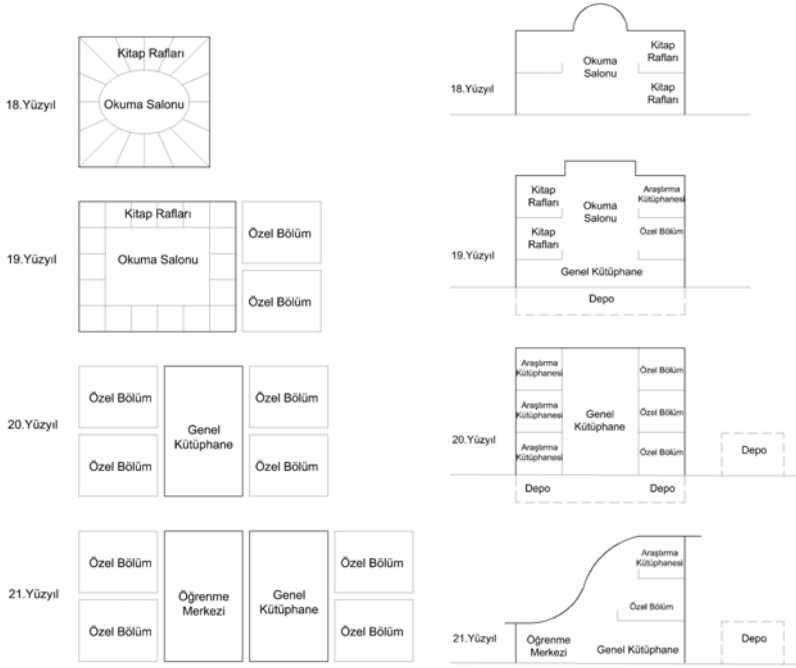 Kitap Rafları
18.Yüzyıl
Okuma Salonu
Kitap Rafları
Özel Bölüm
19.Yüzyıl
Okuma Salonu
Özel Bölüm
Özel Bölüm
Özel Bölüm
20.Yüzyıl
Genel
Kütüphane
Özel Bölüm
Özel Bölüm
Özel Bölüm
Özel Bölüm
21.Yüzyıl
Öğrenme
Merkezi
Genel
Kütüphane
Özel Bölüm
Özel Bölüm
Kitap
Rafları
Okuma
Salonu
18.Yüzyıl
Kitap
Rafları
Kitap
Rafları
Okuma
Salonu
Araştırma
Kütüphanesi
Kitap
Rafları
Özel Bölüm
19.Yüzyıl
Genel Kütüphane
Depo
Araştırma
Kütüphanesi
Özel Bölüm
Araştırma
Kütüphanesi
Genel
Kütüphane
Özel Bölüm
20.Yüzyıl
Araştırma
Kütüphanesi
Özel Bölüm
Depo
Depo
Depo
Araştırma
Kütüphanesi
Özel Bölüm
21.Yüzyıl
Öğrenme
Merkezi
Genel Kütüphane
Depo